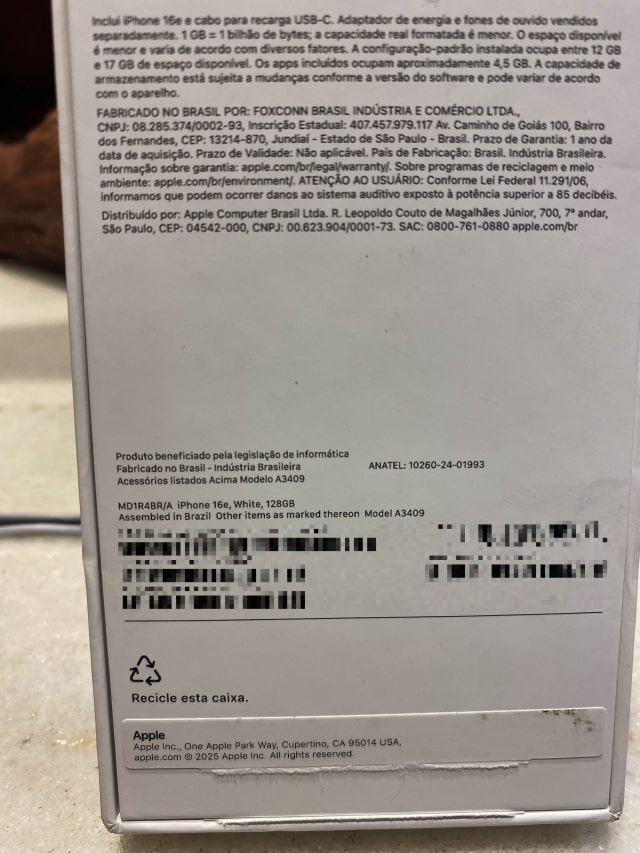 Inclui iPhone 16e e cabo para recarga USB-C. Adaptador de energia e fones de ouvido vendidos
separadamente. 1 GB = 1 bilhão de bytes; a capacidade real formatada é menor. O espaço disponível
é menor e varia de acordo com diversos fatores. A configuração-padrão instalada ocupa entre 12 GB
e 17 GB de espaço disponível. Os apps incluídos ocupam aproximadamente 4,5 GB. A capacidade de
armazenamento está sujeita a mudanças conforme a versão do software e pode variar de acordo
com o aparelho.
FABRICADO NO BRASIL POR: FOXCONN BRASIL INDÚSTRIA E COMÉRCIO LTDA.,
CNPJ: 08.285.374/0002-93, Inscrição Estadual: 407.457.979.117 Av. Caminho de Goiás 100, Bairro
dos Fernandes, CEP: 13214-870, Jundiaí - Estado de São Paulo - Brasil. Prazo de Garantia: 1 ano da
data de aquisição. Prazo de Validade: Não aplicável. País de Fabricação: Brasil. Indústria Brasileira.
Informação sobre garantia: apple.com/br/legal/warranty/. Sobre programas de reciclagem e meio
ambiente: apple.com/br/environment/. ATENÇÃO AO USUÁRIO: Conforme Lei Federal 11.291/06,
informamos que podem ocorrer danos ao sistema auditivo exposto à potência superior a 85 decibéis.
Distribuído por: Apple Computer Brasil Ltda. R. Leopoldo Couto de Magalhães Júnior, 700, 7º andar,
São Paulo, CEP: 04542-000, CNPJ: 00.623.904/0001-73. SAC: 0800-761-0880 apple.com/br
Produto beneficiado pela legislação de informática
Fabricado no Brasil - Indústria Brasileira ANATEL: 10260-24-01993
Acessórios listados Acima Modelo A3409
MD1R4BR/A iPhone 16e, White, 128GB
Assembled in Brazil Other items as marked thereon Model A3409
Recicle esta caixa.
Apple
Apple Inc., One Apple Park Way, Cupertino, CA 95014 USA,
apple.com © 2025 Apple Inc. All rights reserved.